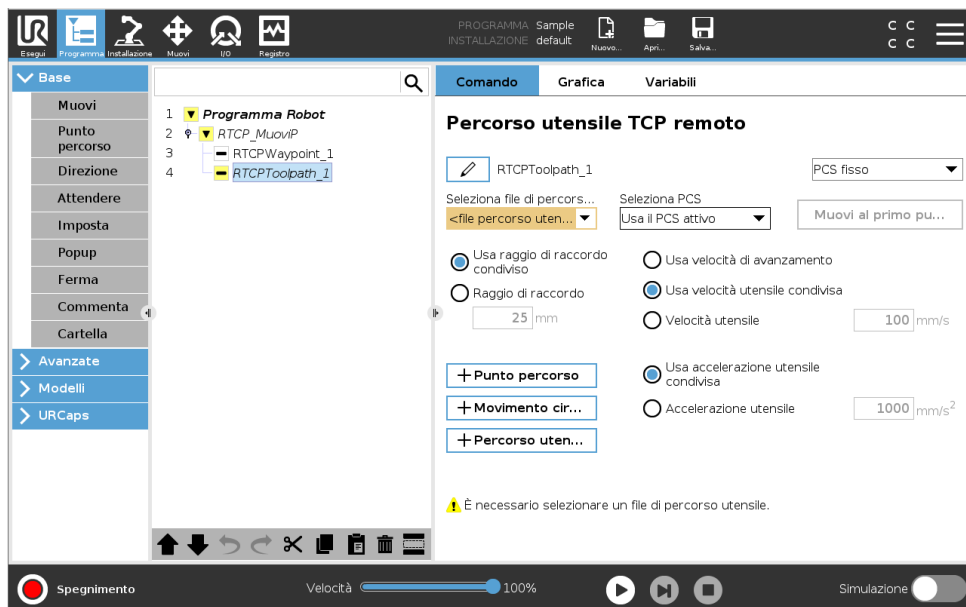 UR
Esegui
Programma
Installazione
Muovi
I/O
Registro
PROGRAMMA Sample
INSTALLAZIONE default
Nuovo...
Apri...
Salva...
C C
C C
Base
Muovi
Punto
percorso
Direzione
Attendere
Imposta
Popup
Ferma
Commenta
Cartella
Avanzate
Modelli
URCaps
1 Programma Robot
2 RTCP_MuoviP
3 RTCPWaypoint_1
4 RTCPToolpath_1
Comando Grafica Variabili
Percorso utensile TCP remoto
RTCPToolpath_1
PCS fisso
Seleziona file di percors...
<file percorso uten...
Seleziona PCS
Usa il PCS attivo
Muovi al primo pu...
Usa raggio di raccordo
condiviso
Raggio di raccordo
25 mm
Usa velocità di avanzamento
Usa velocità utensile condivisa
Velocità utensile 100 mm/s
+Punto percorso
+Movimento cir...
+Percorso uten...
Usa accelerazione utensile
condivisa
Accelerazione utensile 1000 mm/s²
È necessario selezionare un file di percorso utensile.
Spegnimento
Velocità 100%
Simulazione